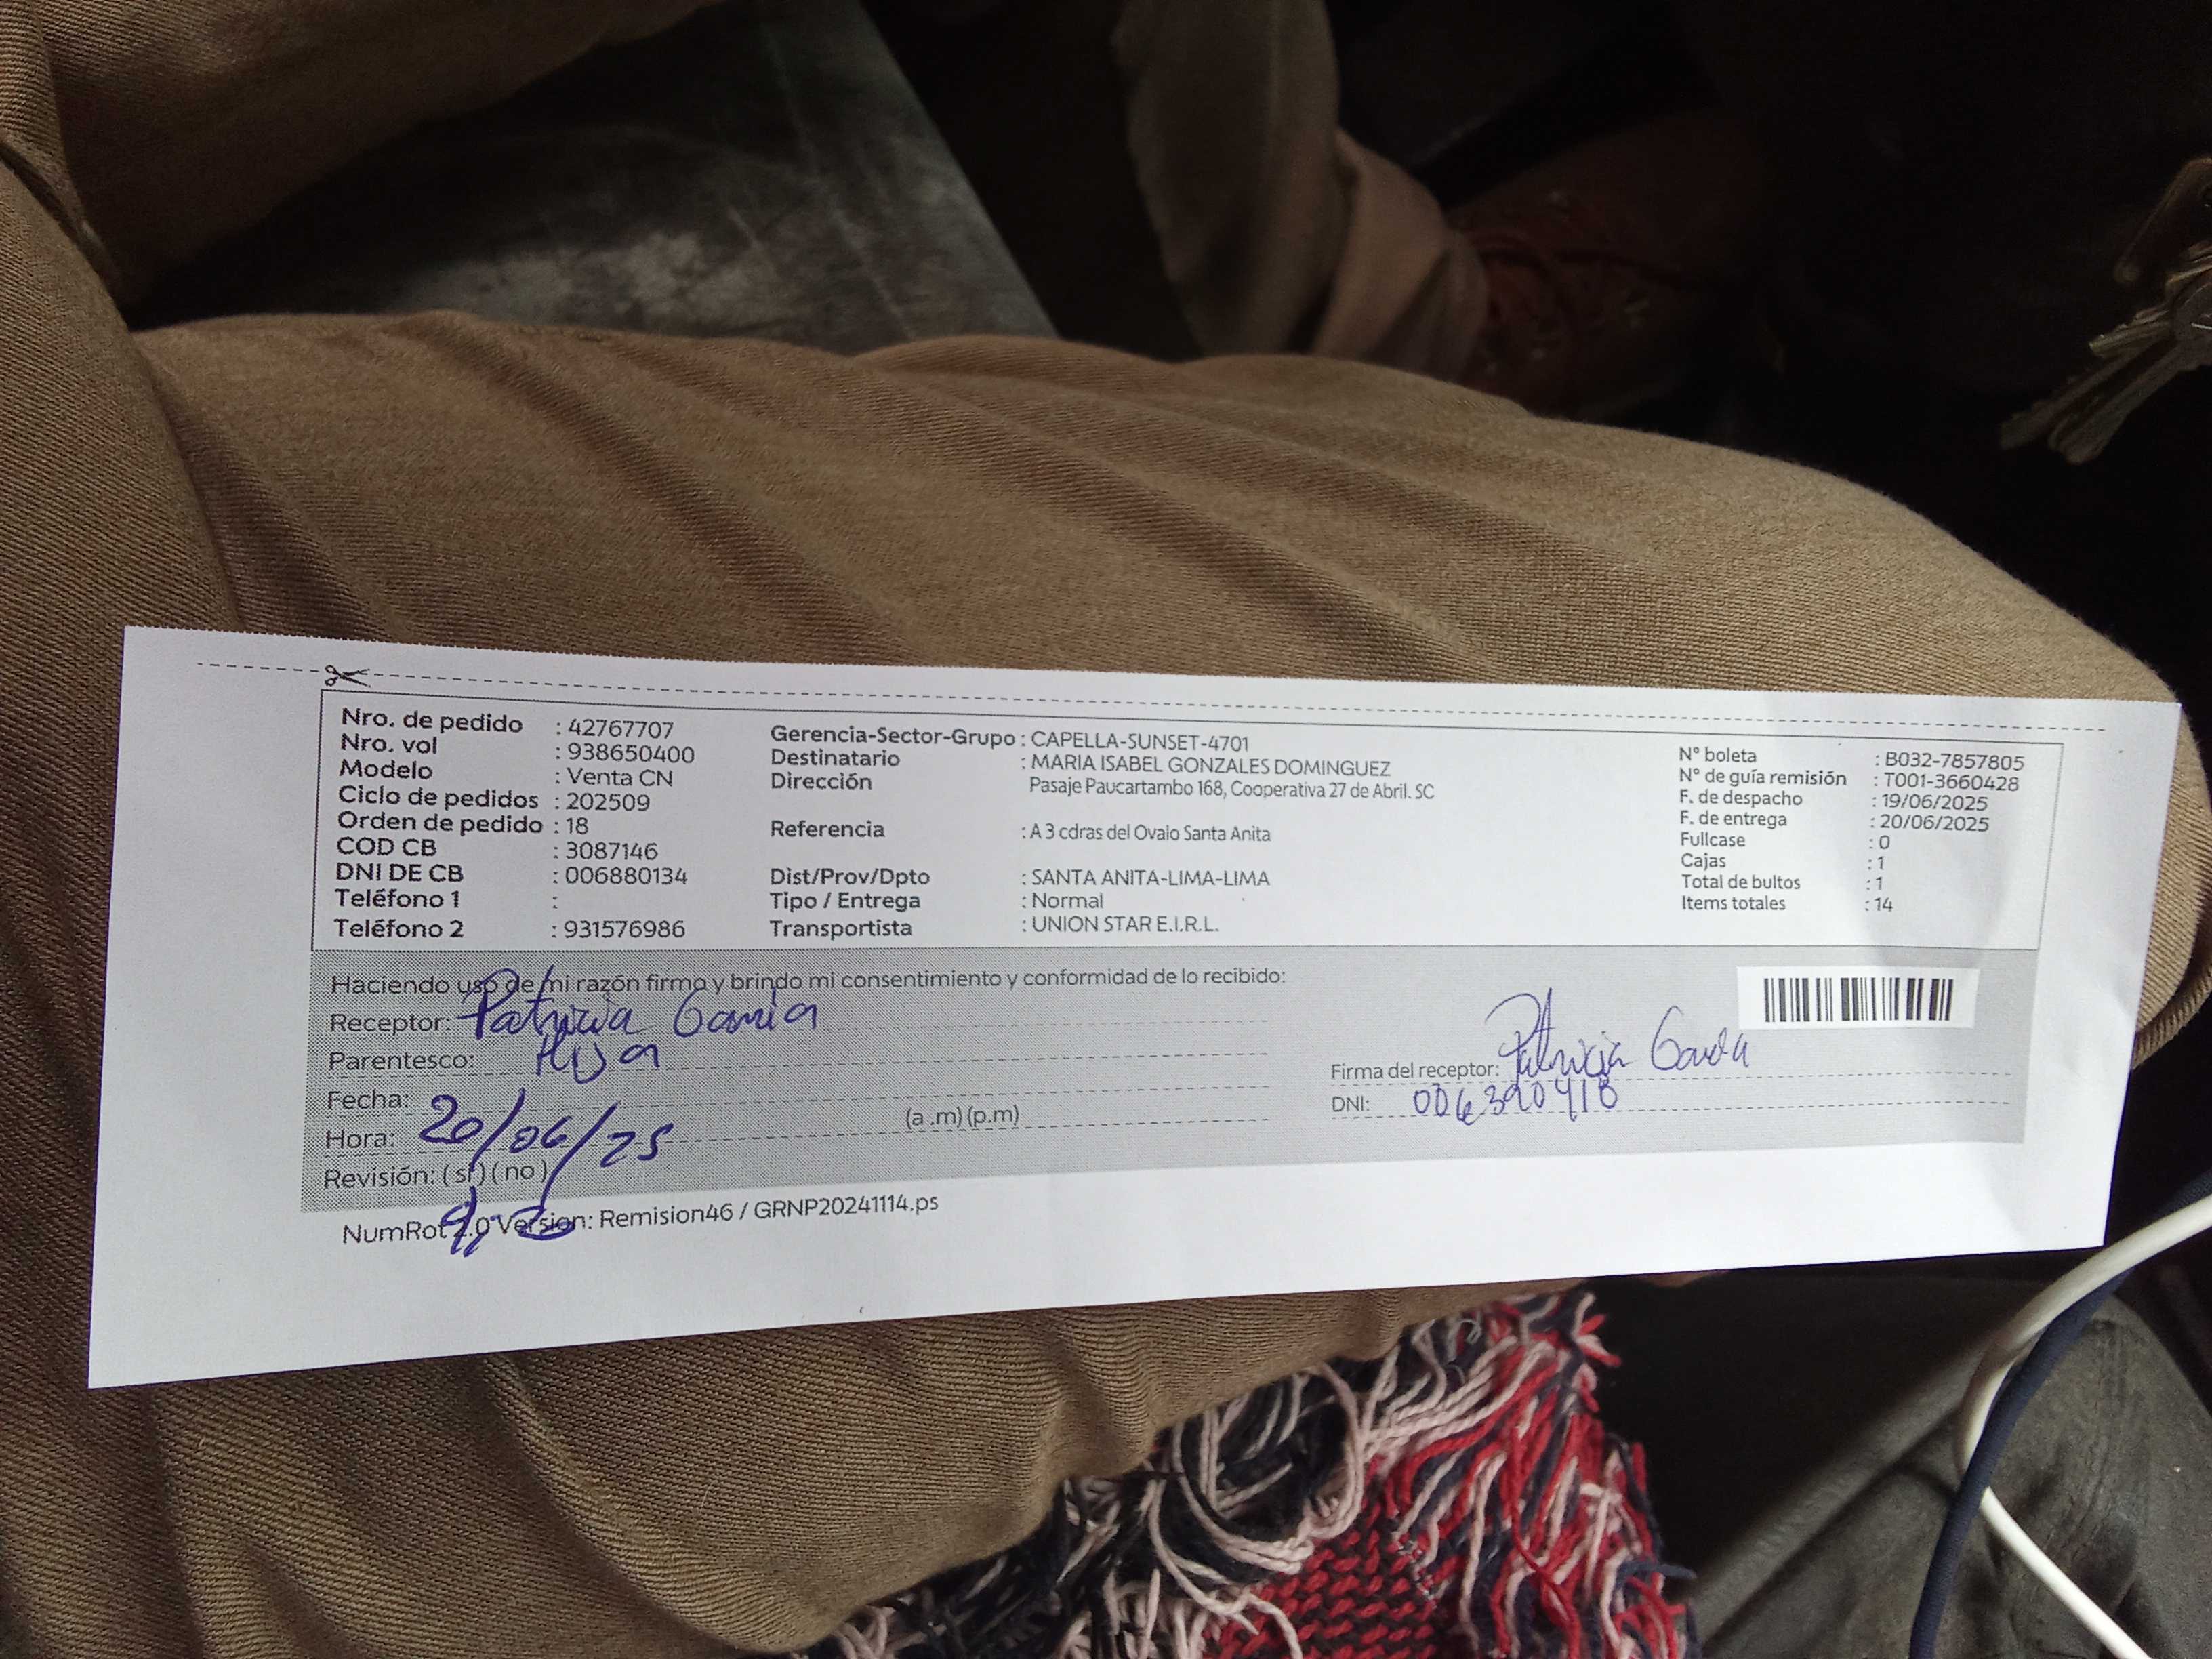 Nro. de pedido : 42767707
Nro. vol : 938650400
Modelo : Venta CN
Ciclo de pedidos : 202509
Orden de pedido : 18
COD CB : 3087146
DNI DE CB : 006880134
Teléfono 1 :
Teléfono 2 : 931576986
Gerencia-Sector-Grupo : CAPELLA-SUNSET-4701
Destinatario : MARIA ISABEL GONZALES DOMINGUEZ
Dirección Pasaje Paucartambo 168, Cooperativa 27 de Abril. SC
Referencia : A 3 cdras del Ovalo Santa Anita
Dist/Prov/Dpto : SANTA ANITA-LIMA-LIMA
Tipo / Entrega : Normal
Transportista : UNION STAR E.I.R.L.
N° boleta : B032-7857805
N° de guía remisión : T001-3660428
F. de despacho : 19/06/2025
F. de entrega : 20/06/2025
Fullcase : 0
Cajas : 1
Total de bultos : 1
Items totales : 14
Haciendo uso de mi razón firmo y brindo mi consentimiento y conformidad de lo recibido:
Receptor: Patricia Garcia
Parentesco: Hija
Fecha: 20/06/25
Hora: (a.m) (p.m)
Revisión: (si) (no)
Firma del receptor: Patricia Garcia
DNI:
NumRot 2.0 Version: Remision46 / GRNP20241114.ps